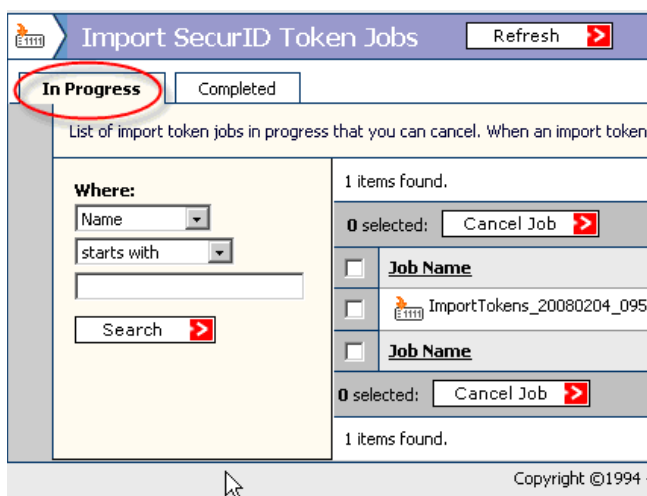 Import SecurID Token Jobs
Refresh
In Progress
Completed
List of import token jobs in progress that you can cancel. When an import token
Where:
Name
starts with
Search
1 items found.
0 selected: Cancel Job
Job Name
ImportTokens_20080204_095
Job Name
0 selected: Cancel Job
1 items found.
Copyright ©1994